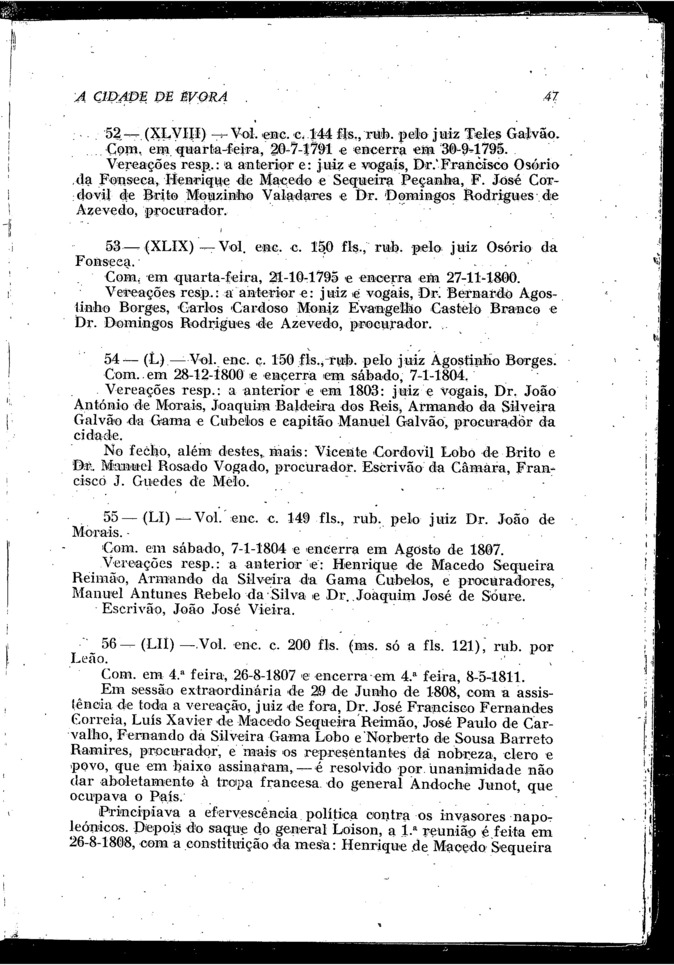 A CIDADE DE ÉVORA 47
52 — (XLVIII) — Vol. enc. c. 144 fls., rub. pelo juiz Teles Galvão.
Com. em quarta-feira, 20-7-1791 e encerra em 30-9-1795.
Vereações resp.: a anterior e: juiz e vogais, Dr. Francisco Osório
da Fonseca, Henrique de Macedo e Sequeira Peçanha, F. José Cor-
dovil de Brito Mouzinho Valadares e Dr. Domingos Rodrigues de
Azevedo, procurador.
53 — (XLIX) — Vol. enc. c. 150 fls., rub. pelo juiz Osório da
Fonseca.
Com. em quarta-feira, 21-10-1795 e encerra em 27-11-1800.
Vereações resp.: a anterior e: juiz e vogais, Dr. Bernardo Agos-
tinho Borges, Carlos Cardoso Moniz Evangelho Castelo Branco e
Dr. Domingos Rodrigues de Azevedo, procurador.
54 — (L) — Vol. enc. c. 150 fls., rub. pelo juiz Agostinho Borges.
Com. em 28-12-1800 e encerra em sábado, 7-1-1804.
Vereações resp.: a anterior e em 1803: juiz e vogais, Dr. João
António de Morais, Joaquim Baldeira dos Reis, Armando da Silveira
Galvão da Gama e Cubelos e capitão Manuel Galvão, procurador da
cidade.
No fecho, além destes, mais: Vicente Cordovil Lobo de Brito e
Dr. Manuel Rosado Vogado, procurador. Escrivão da Câmara, Fran-
cisco J. Guedes de Melo.
55 — (LI) — Vol. enc. c. 149 fls., rub. pelo juiz Dr. João de
Morais.
Com. em sábado, 7-1-1804 e encerra em Agosto de 1807.
Vereações resp.: a anterior e: Henrique de Macedo Sequeira
Reimão, Armando da Silveira da Gama Cubelos, e procuradores,
Manuel Antunes Rebelo da Silva e Dr. Joaquim José de Soure.
Escrivão, João José Vieira.
56 — (LII) — Vol. enc. c. 200 fls. (ms. só a fls. 121), rub. por
Leão.
Com. em 4.ª feira, 26-8-1807 e encerra em 4.ª feira, 8-5-1811.
Em sessão extraordinária de 29 de Junho de 1808, com a assis-
tência de toda a vereação, juiz de fora, Dr. José Francisco Fernandes
Correia, Luís Xavier de Macedo Sequeira Reimão, José Paulo de Car-
valho, Fernando da Silveira Gama Lobo e Norberto de Sousa Barreto
Ramires, procurador, e mais os representantes da nobreza, clero e
povo, que em baixo assinaram, — é resolvido por unanimidade não
dar aboletamento à tropa francesa do general Andoche Junot, que
ocupava o País.
Principiava a efervescência política contra os invasores napo-
leónicos. Depois do saque do general Loison, a 1.ª reunião é feita em
26-8-1808, com a constituição da mesa: Henrique de Macedo Sequeira